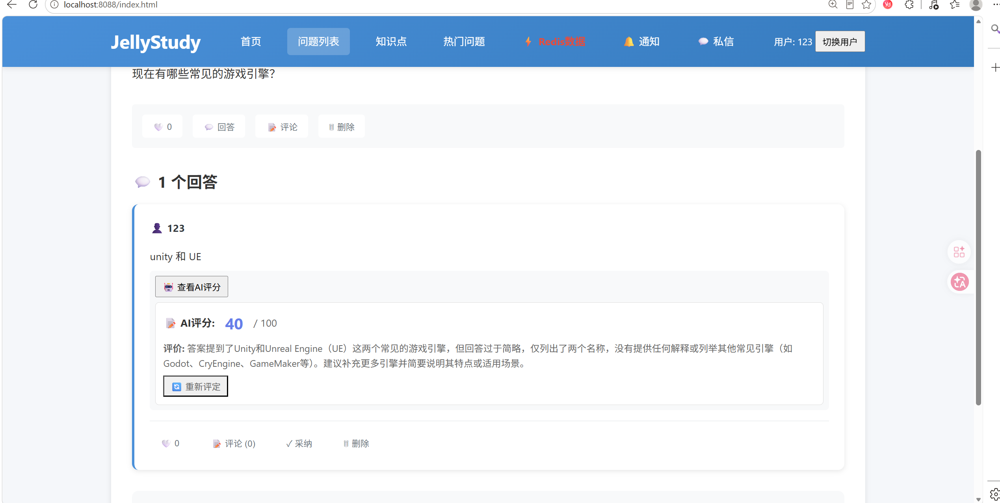 localhost:8088/index.html
JellyStudy 首页 问题列表 知识点 热门问题 Redis数据 通知 私信 用户: 123 切换用户
现在有哪些常见的游戏引擎？
0 回答 评论 删除
1 个回答
123
unity 和 UE
查看AI评分
AI评分: 40 / 100
评价: 答案提到了Unity和Unreal Engine（UE）这两个常见的游戏引擎，但回答过于简略，仅列出了两个名称，没有提供任何解释或列举其他常见引擎（如
Godot、CryEngine、GameMaker等）。建议补充更多引擎并简要说明其特点或适用场景。
重新评定
0 评论 (0) ✓ 采纳 删除